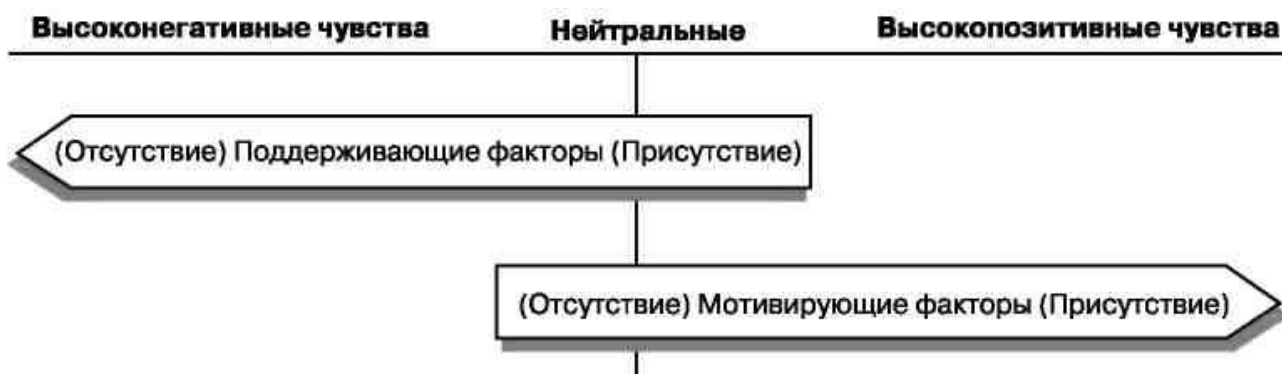 Высоконегативные чувства Нейтральные Высокопозитивные чувства
(Отсутствие) Поддерживающие факторы (Присутствие)
(Отсутствие) Мотивирующие факторы (Присутствие)